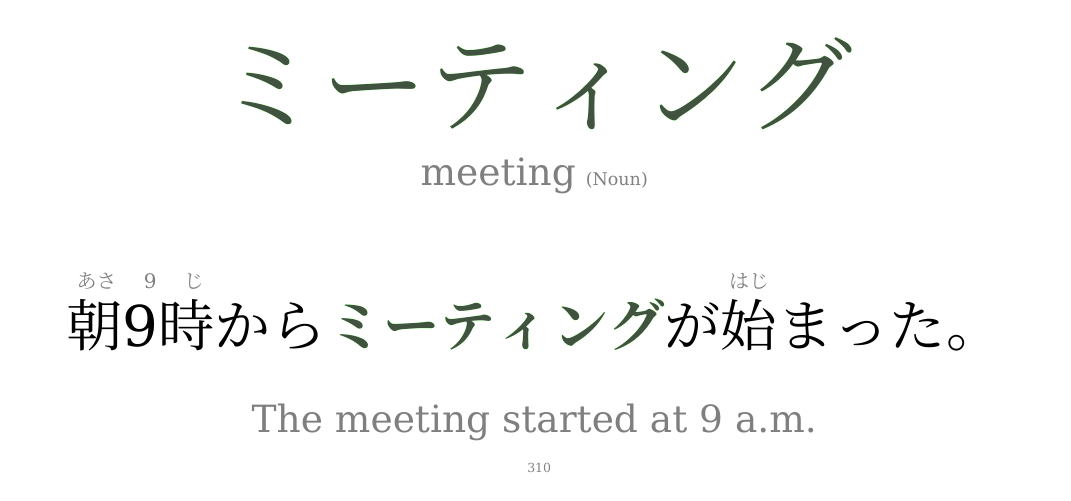 ミーティング
meeting (Noun)
あさ 9 じ はじ
朝9時からミーティングが始まった。
The meeting started at 9 a.m.
310